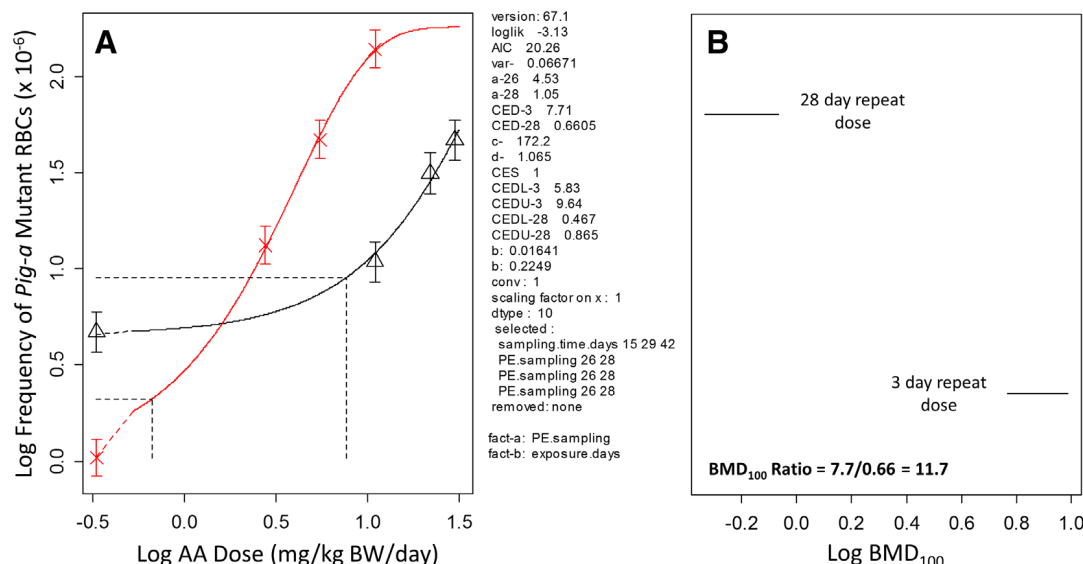 A
Log Frequency of Pig-a Mutant RBCs (x 10⁻⁶)
2.0
1.5
1.0
0.5
0.0
-0.5
0.0
0.5
1.0
1.5
Log AA Dose (mg/kg BW/day)
version: 67.1
loglik -3.13
AIC 20.26
var- 0.06671
a-26 4.53
a-28 1.05
CED-3 7.71
CED-28 0.6605
c- 172.2
d- 1.065
CES 1
CEDL-3 5.83
CEDU-3 9.64
CEDL-28 0.467
CEDU-28 0.865
b: 0.01641
b: 0.2249
conv : 1
scaling factor on x : 1
dtype : 10
selected :
sampling.time.days 15 29 42
PE.sampling 26 28
PE.sampling 26 28
PE.sampling 26 28
removed: none
fact-a: PE.sampling
fact-b: exposure.days
B
28 day repeat
dose
3 day repeat
dose
BMD₁₀₀ Ratio = 7.7/0.66 = 11.7
-0.2
0.0
0.2
0.4
0.6
0.8
1.0
Log BMD₁₀₀